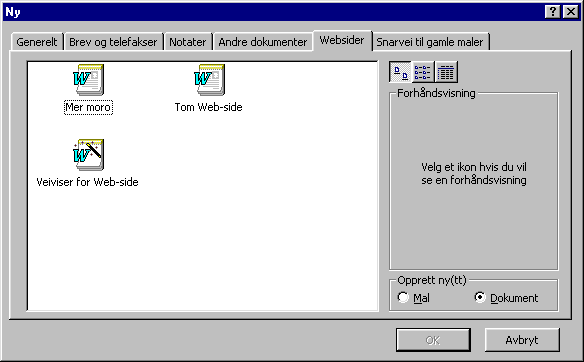 Ny
Generelt Brev og telefakser Notater Andre dokumenter Websider Snarvei til gamle maler
Mer moro Tom Web-side
Veiviser for Web-side
Forhåndsvisning
Velg et ikon hvis du vil
se en forhåndsvisning
Opprett ny(tt)
Mal Dokument
OK Avbryt